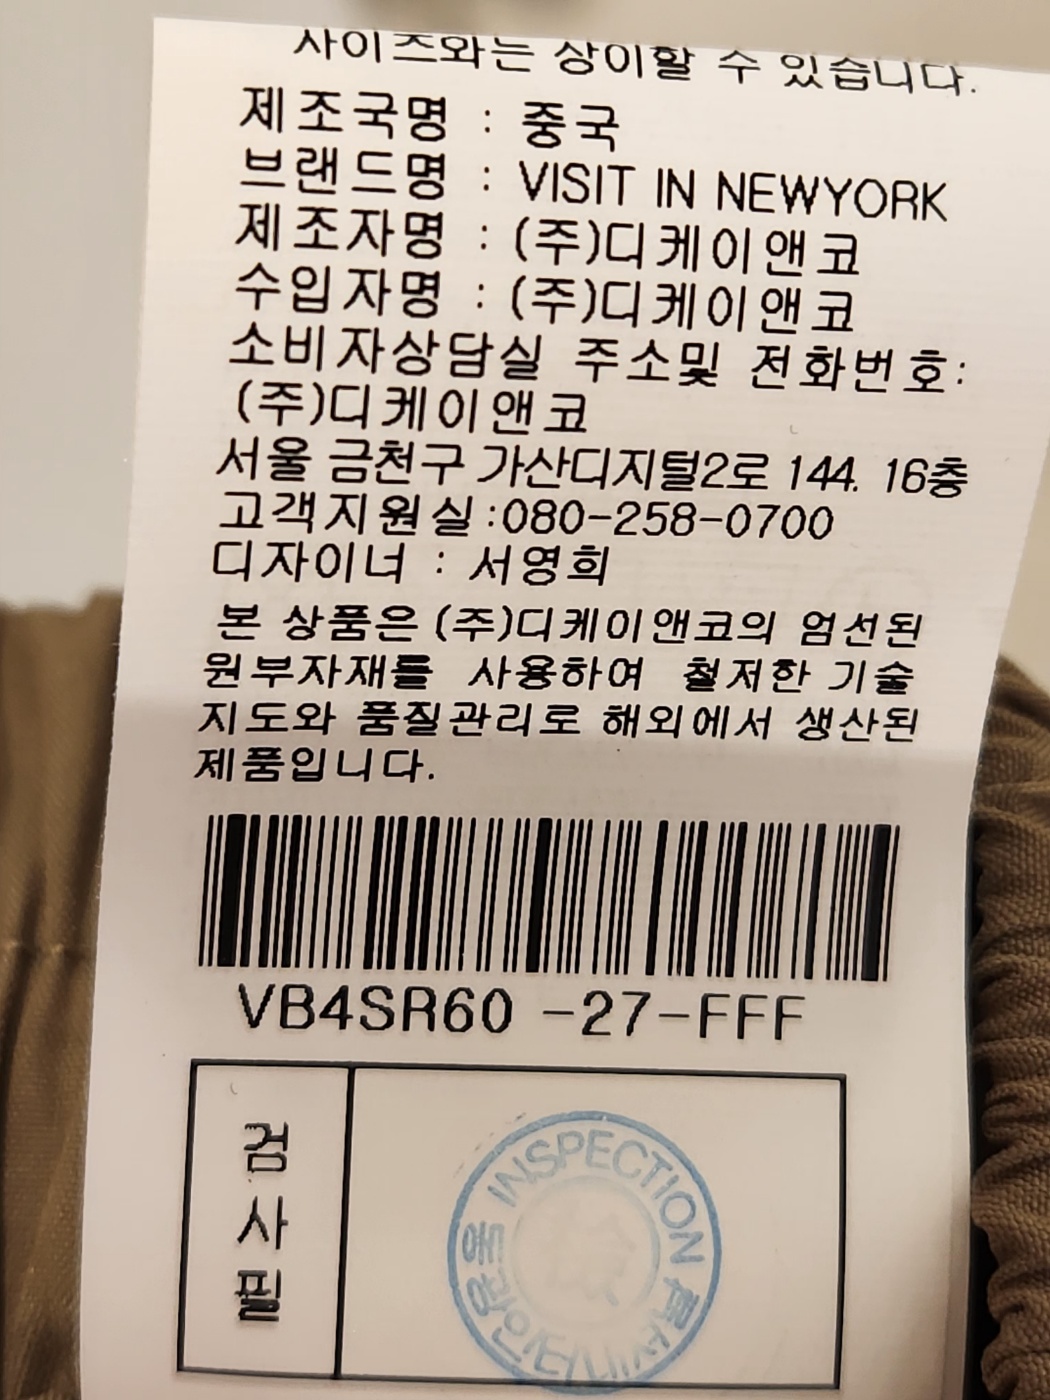 사이즈와는 상이할 수 있습니다.
제조국명 : 중국
브랜드명 : VISIT IN NEWYORK
제조자명 : (주)디케이앤코
수입자명 : (주)디케이앤코
소비자상담실 주소및 전화번호:
(주)디케이앤코
서울 금천구 가산디지털2로 144. 16층
고객지원실:080-258-0700
디자이너 : 서영희
본 상품은 (주)디케이앤코의 엄선된
원부자재를 사용하여 철저한 기술
지도와 품질관리로 해외에서 생산된
제품입니다.
VB4SR60 -27-FFF
검사필
INSPECTION